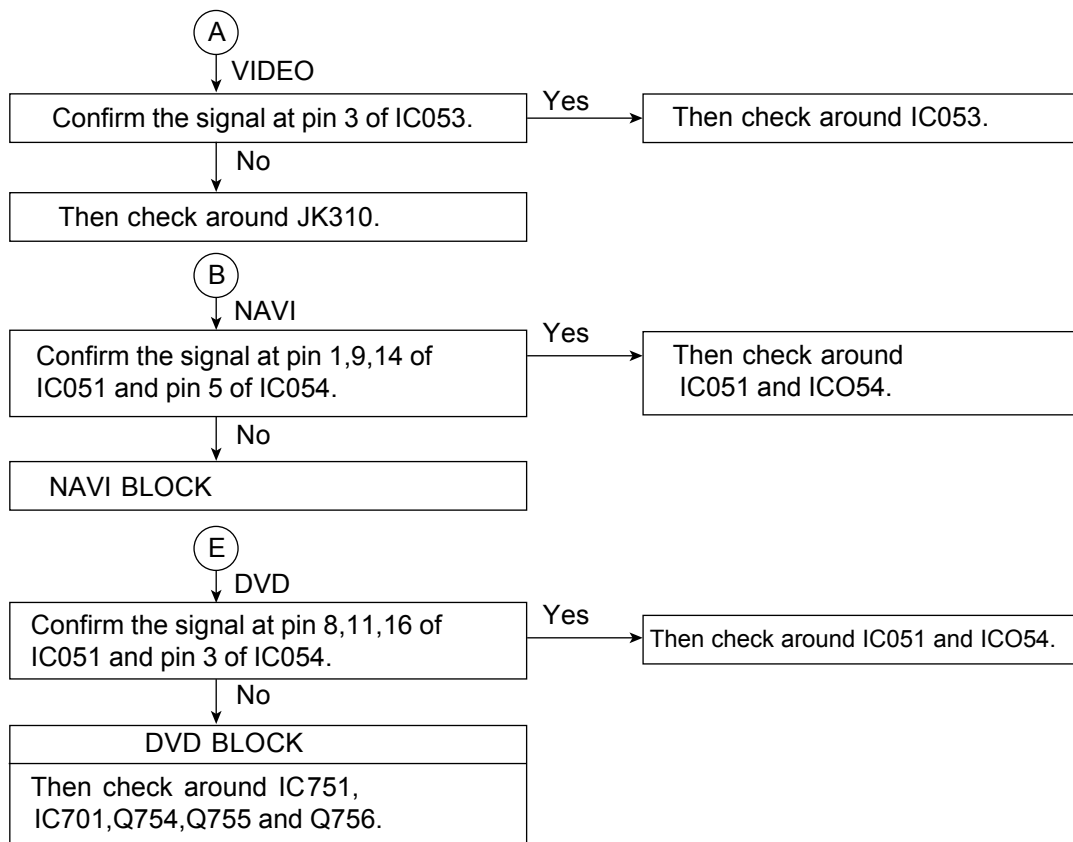 A
VIDEO
Confirm the signal at pin 3 of IC053.
Yes
Then check around IC053.
No
Then check around JK310.
B
NAVI
Confirm the signal at pin 1,9,14 of
IC051 and pin 5 of IC054.
Yes
Then check around
IC051 and ICO54.
No
NAVI BLOCK
E
DVD
Confirm the signal at pin 8,11,16 of
IC051 and pin 3 of IC054.
Yes
Then check around IC051 and ICO54.
No
DVD BLOCK
Then check around IC751,
IC701,Q754,Q755 and Q756.